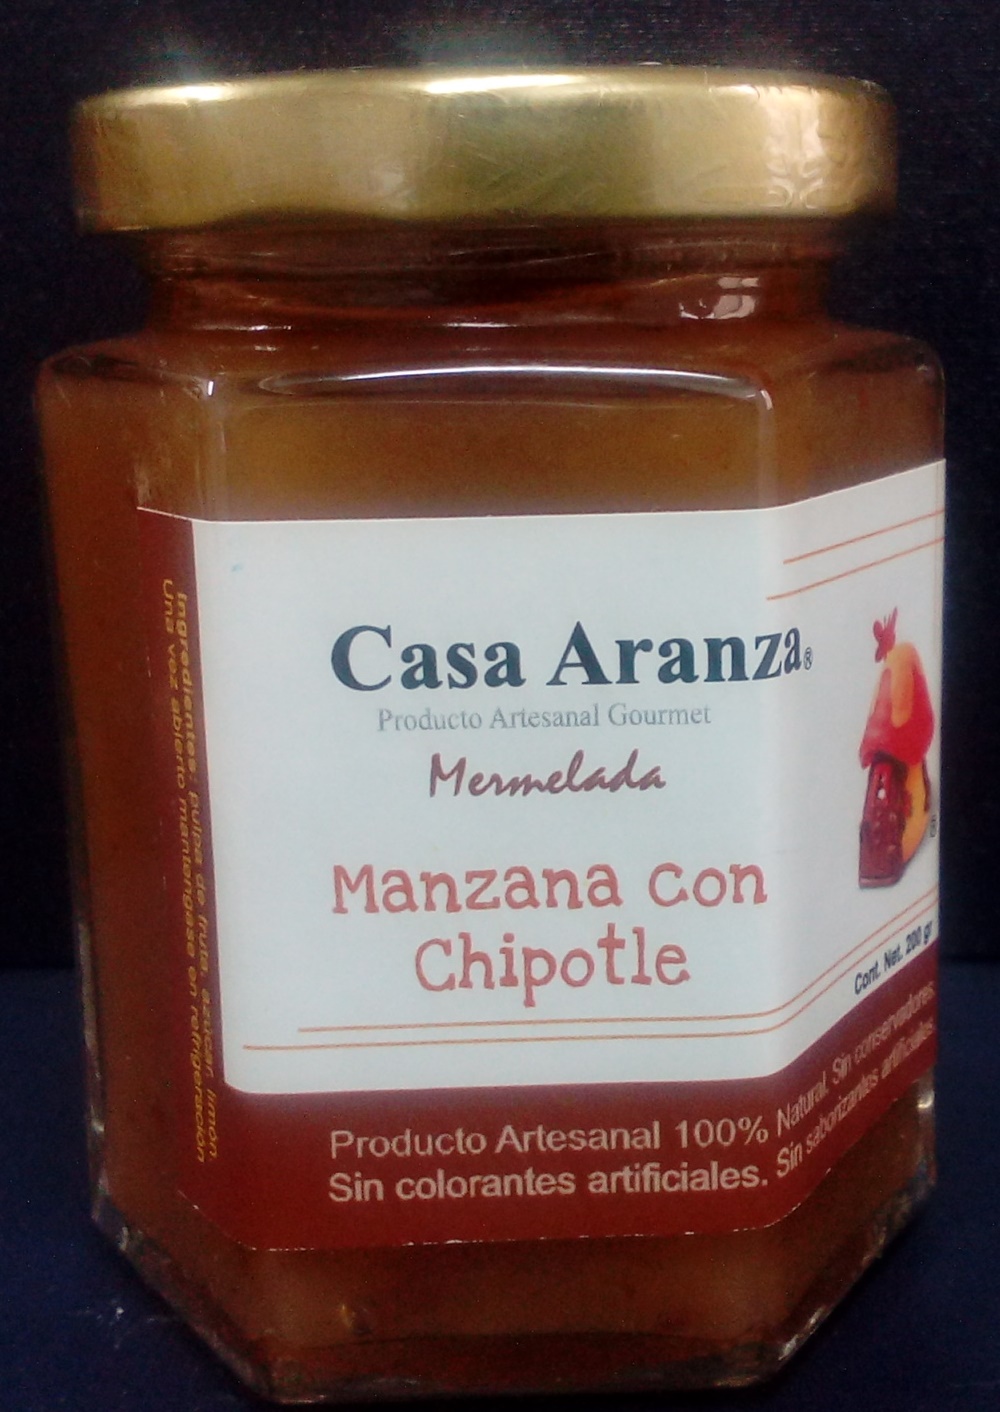 Casa Aranza®
Producto Artesanal Gourmet
Mermelada
Manzana con
Chipotle
®
Cont. Net. 200 gr
Producto Artesanal 100% Natural. Sin conservadores.
Sin colorantes artificiales. Sin saborizantes artificiales.
Ingredientes: pulpa de fruta, azúcar, limón.
Una vez abierto mantengase en refrigeración